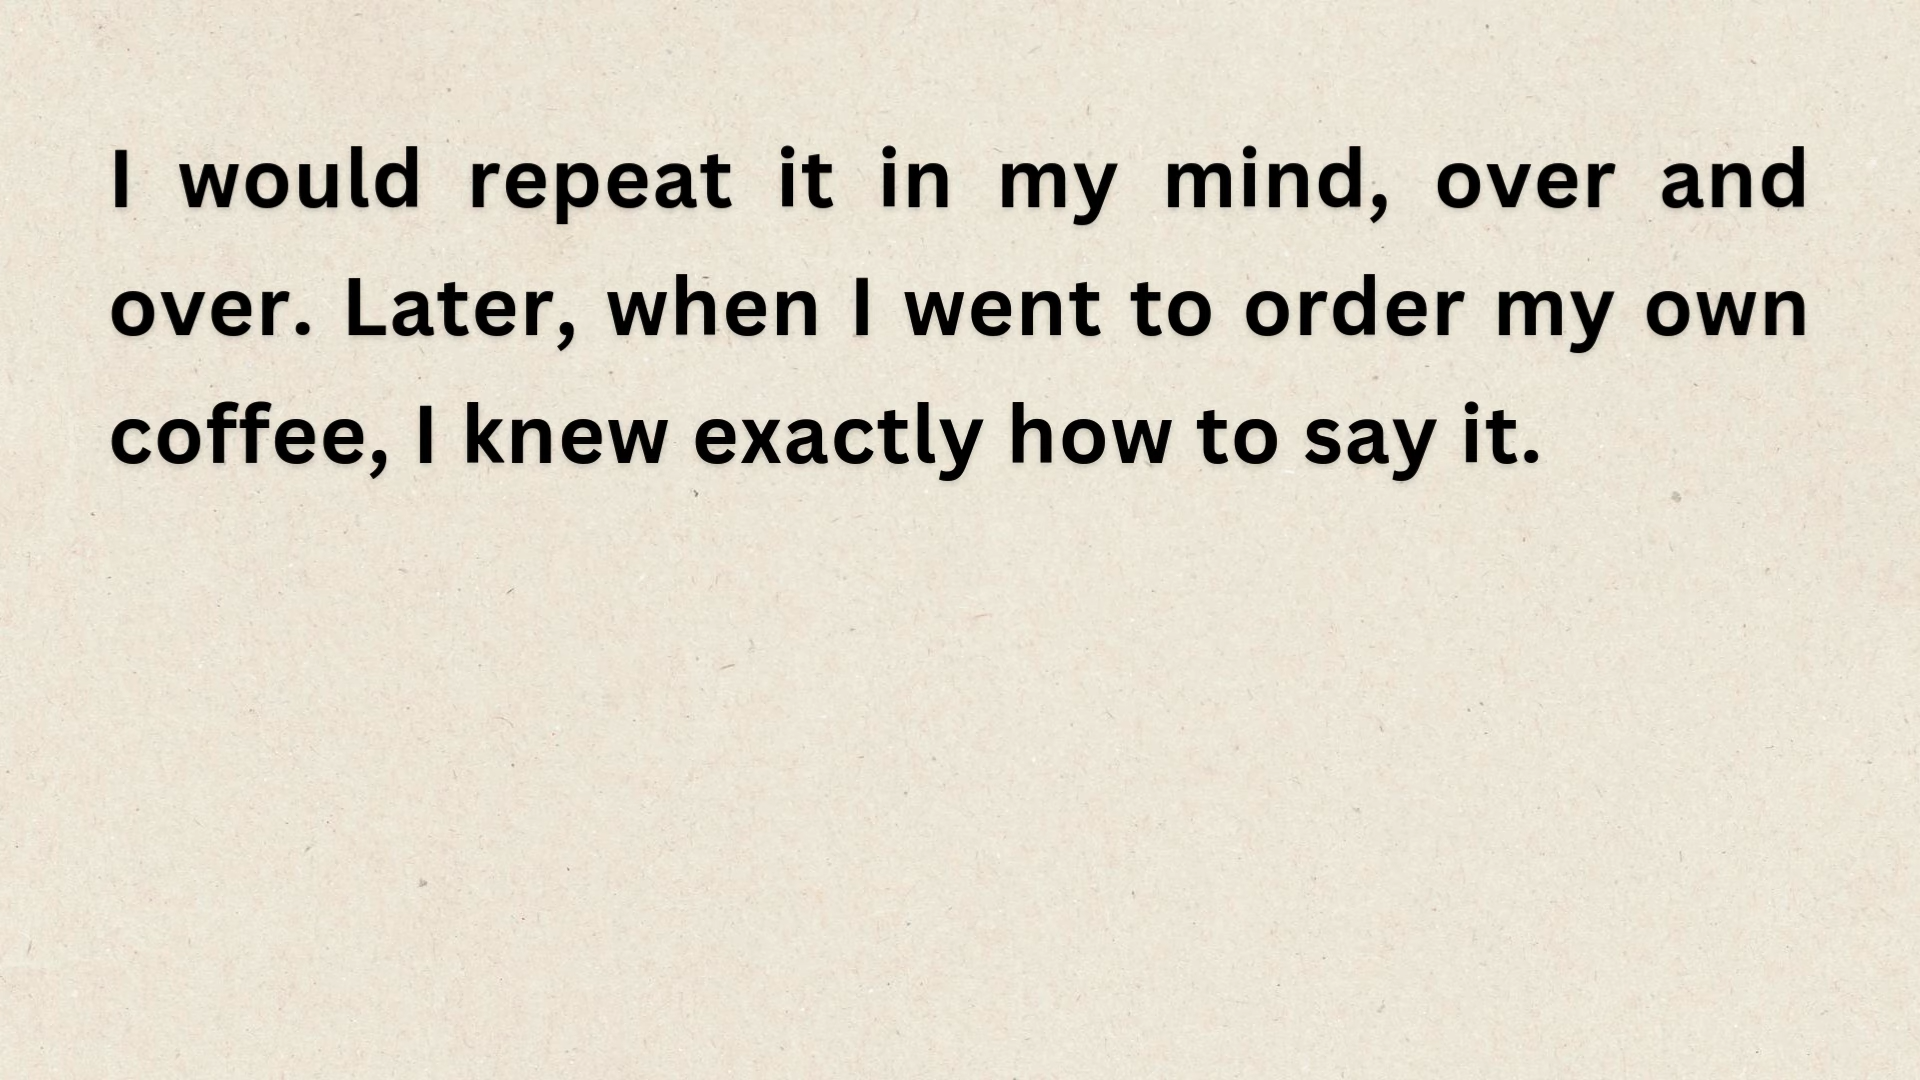 I would repeat it in my mind, over and
over. Later, when I went to order my own
coffee, I knew exactly how to say it.